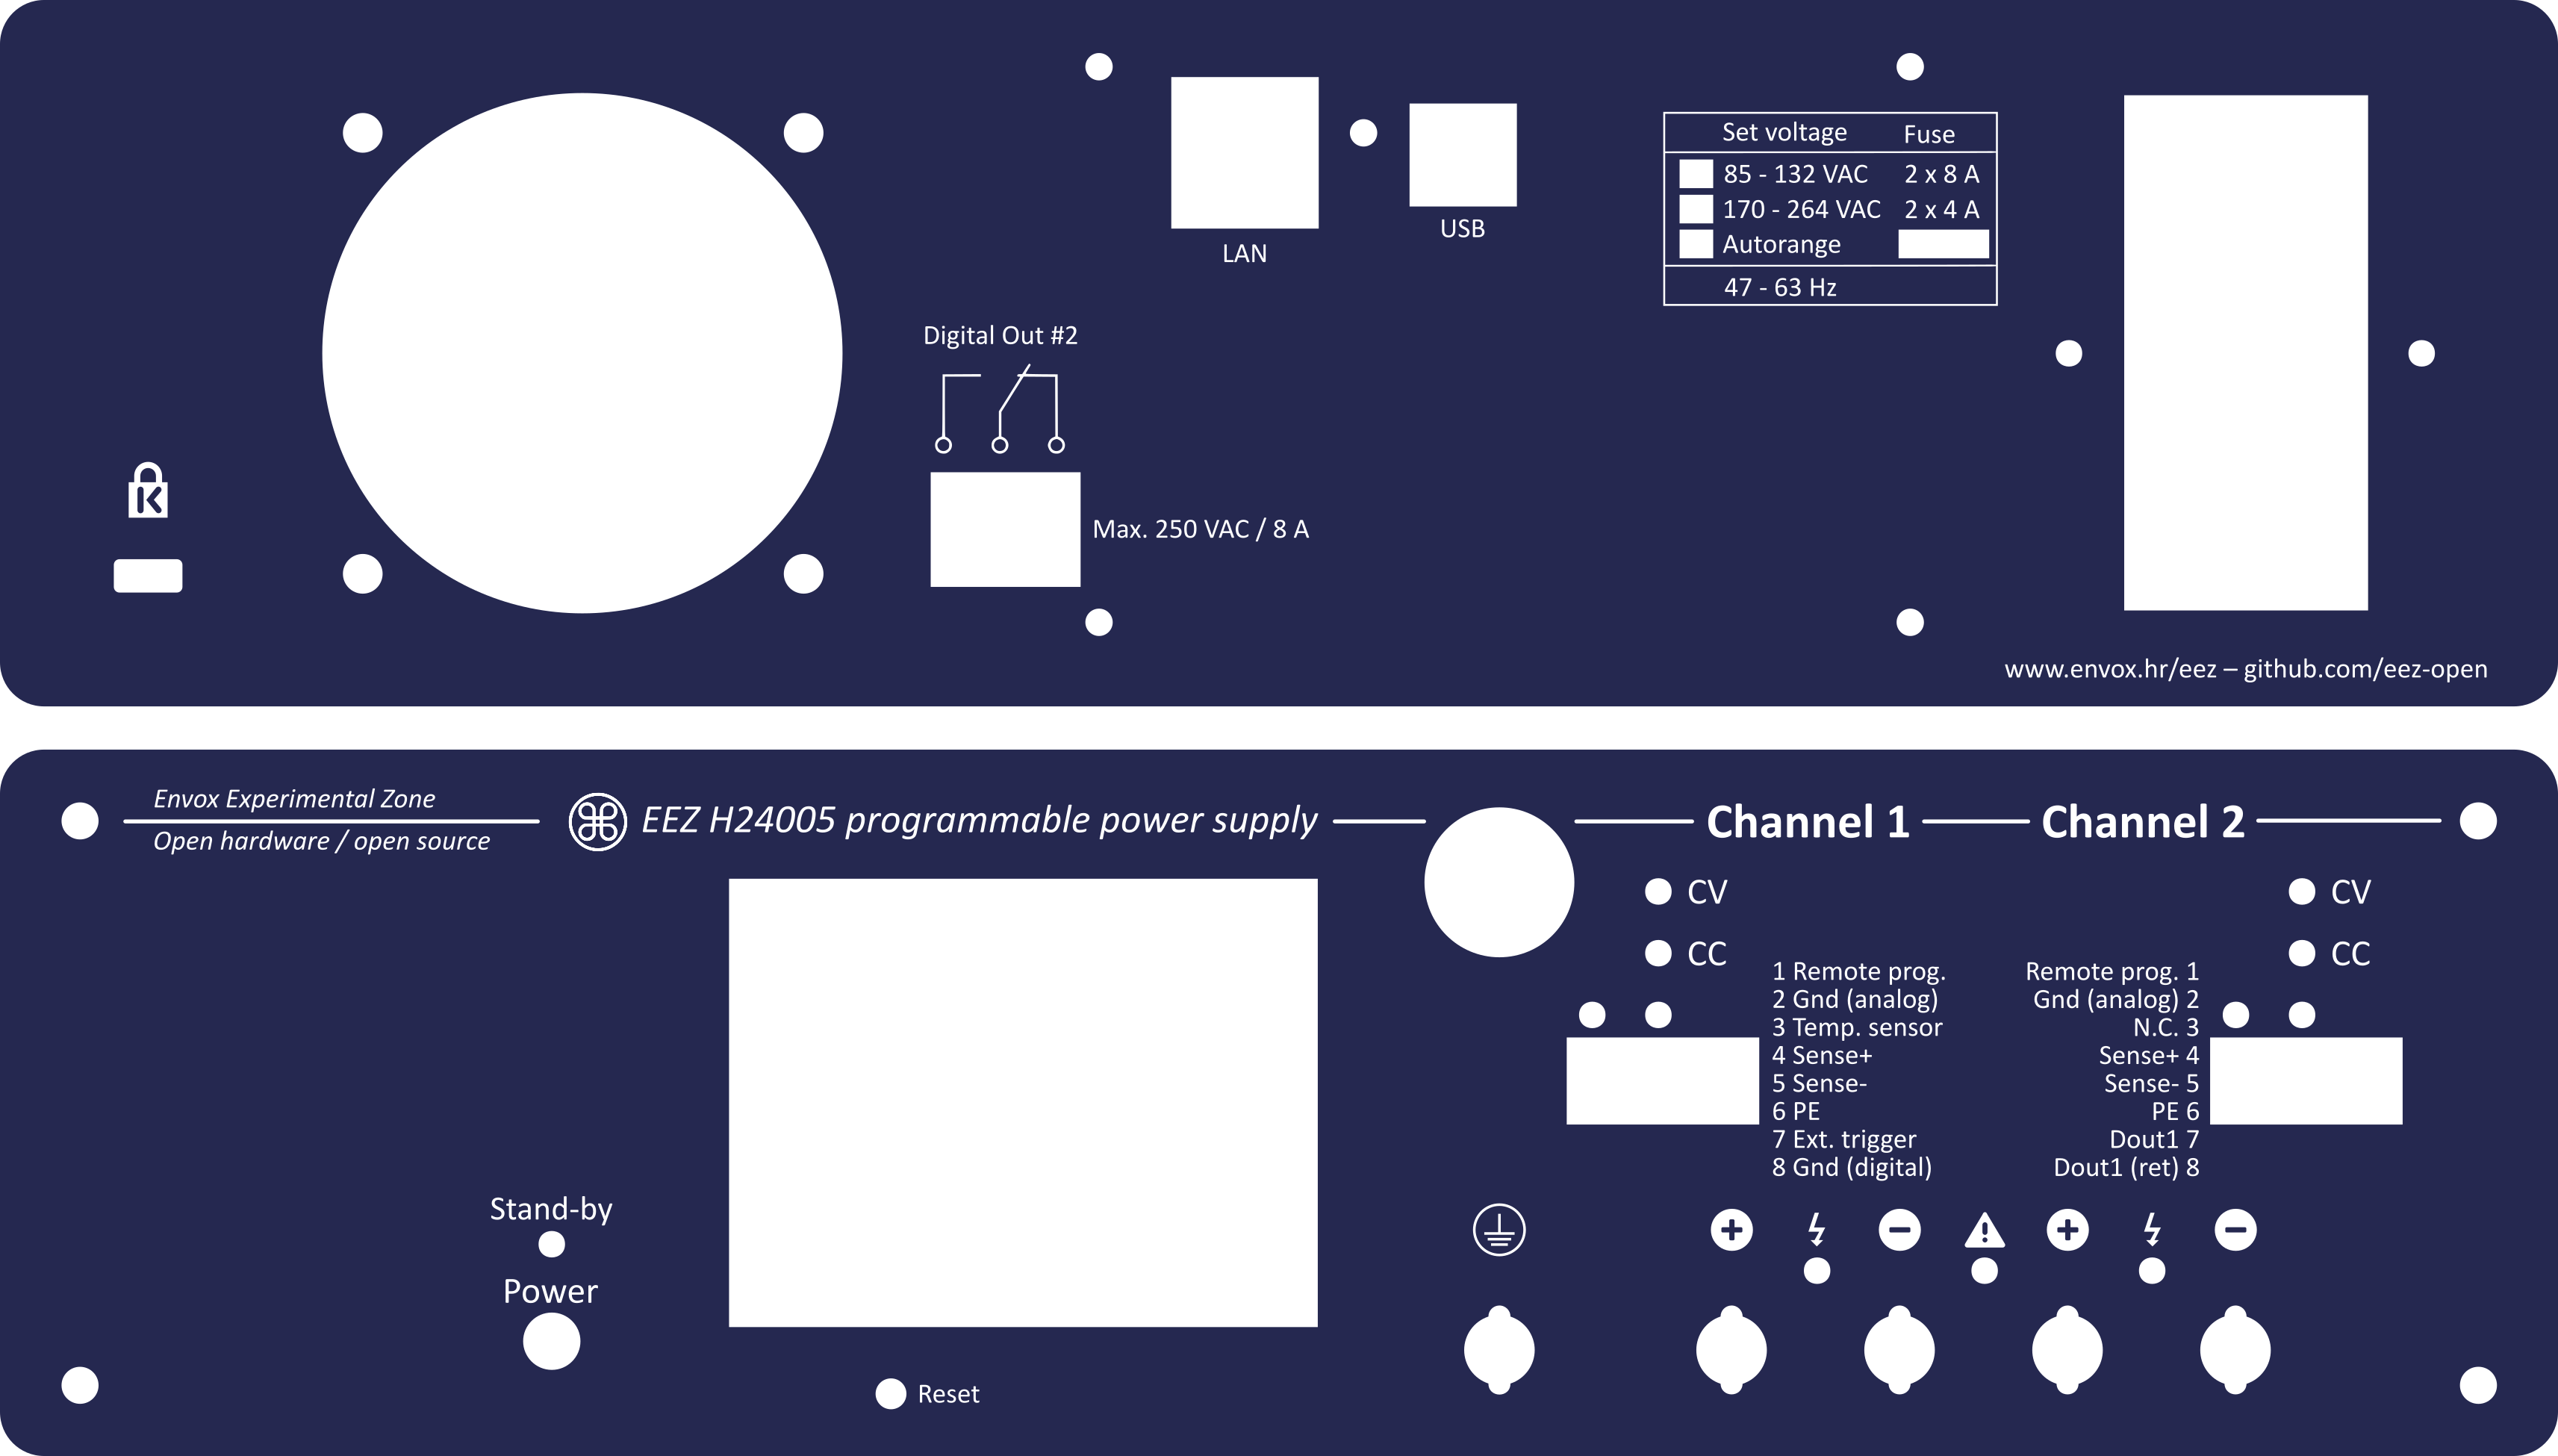 LAN
USB
Set voltage Fuse
85 - 132 VAC 2 x 8 A
170 - 264 VAC 2 x 4 A
Autorange
47 - 63 Hz
Digital Out #2
K
Max. 250 VAC / 8 A
www.envox.hr/eez – github.com/eez-open
Envox Experimental Zone
Open hardware / open source
EEZ H24005 programmable power supply
Channel 1
Channel 2
CV
CC
CV
CC
1 Remote prog.
2 Gnd (analog)
3 Temp. sensor
4 Sense+
5 Sense-
6 PE
7 Ext. trigger
8 Gnd (digital)
Remote prog. 1
Gnd (analog) 2
N.C. 3
Sense+ 4
Sense- 5
PE 6
Dout1 7
Dout1 (ret) 8
Stand-by
Power
Reset